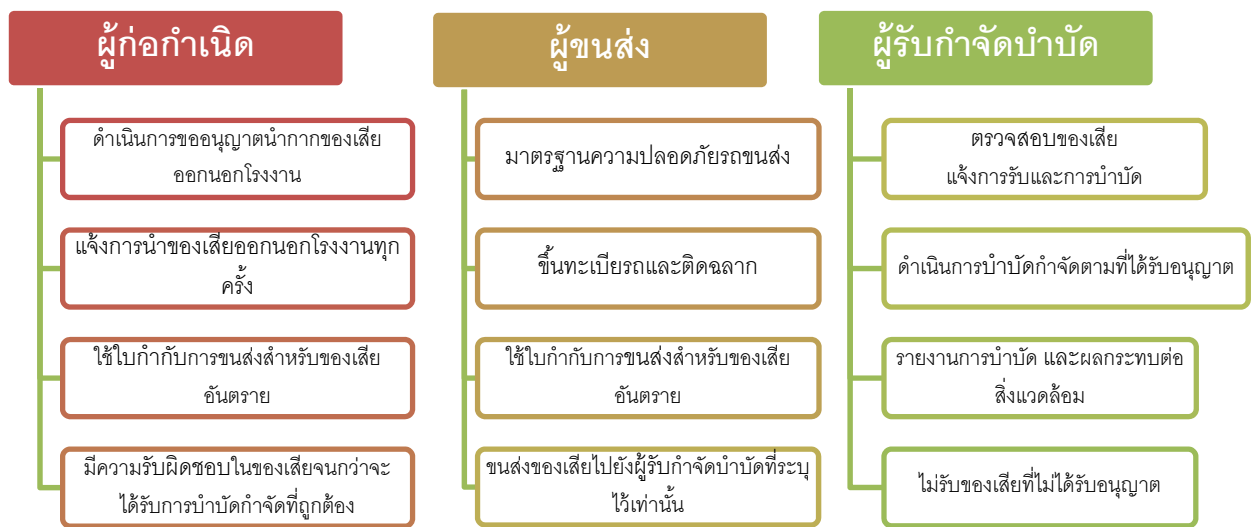 ผู้ก่อกำเนิด
ดำเนินการขออนุญาตนำกากของเสีย
ออกนอกโรงงาน
แจ้งการนำของเสียออกนอกโรงงานทุก
ครั้ง
ใช้ใบกำกับการขนส่งสำหรับของเสีย
อันตราย
มีความรับผิดชอบในของเสียจนกว่าจะ
ได้รับการบำบัดกำจัดที่ถูกต้อง
ผู้ขนส่ง
มาตรฐานความปลอดภัยรถขนส่ง
ขึ้นทะเบียรถและติดฉลาก
ใช้ใบกำกับการขนส่งสำหรับของเสีย
อันตราย
ขนส่งของเสียไปยังผู้รับกำจัดบำบัดที่ระบุ
ไว้เท่านั้น
ผู้รับกำจัดบำบัด
ตรวจสอบของเสีย
แจ้งการรับและการบำบัด
ดำเนินการบำบัดกำจัดตามที่ได้รับอนุญาต
รายงานการบำบัด และผลกระทบต่อ
สิ่งแวดล้อม
ไม่รับของเสียที่ไม่ได้รับอนุญาต